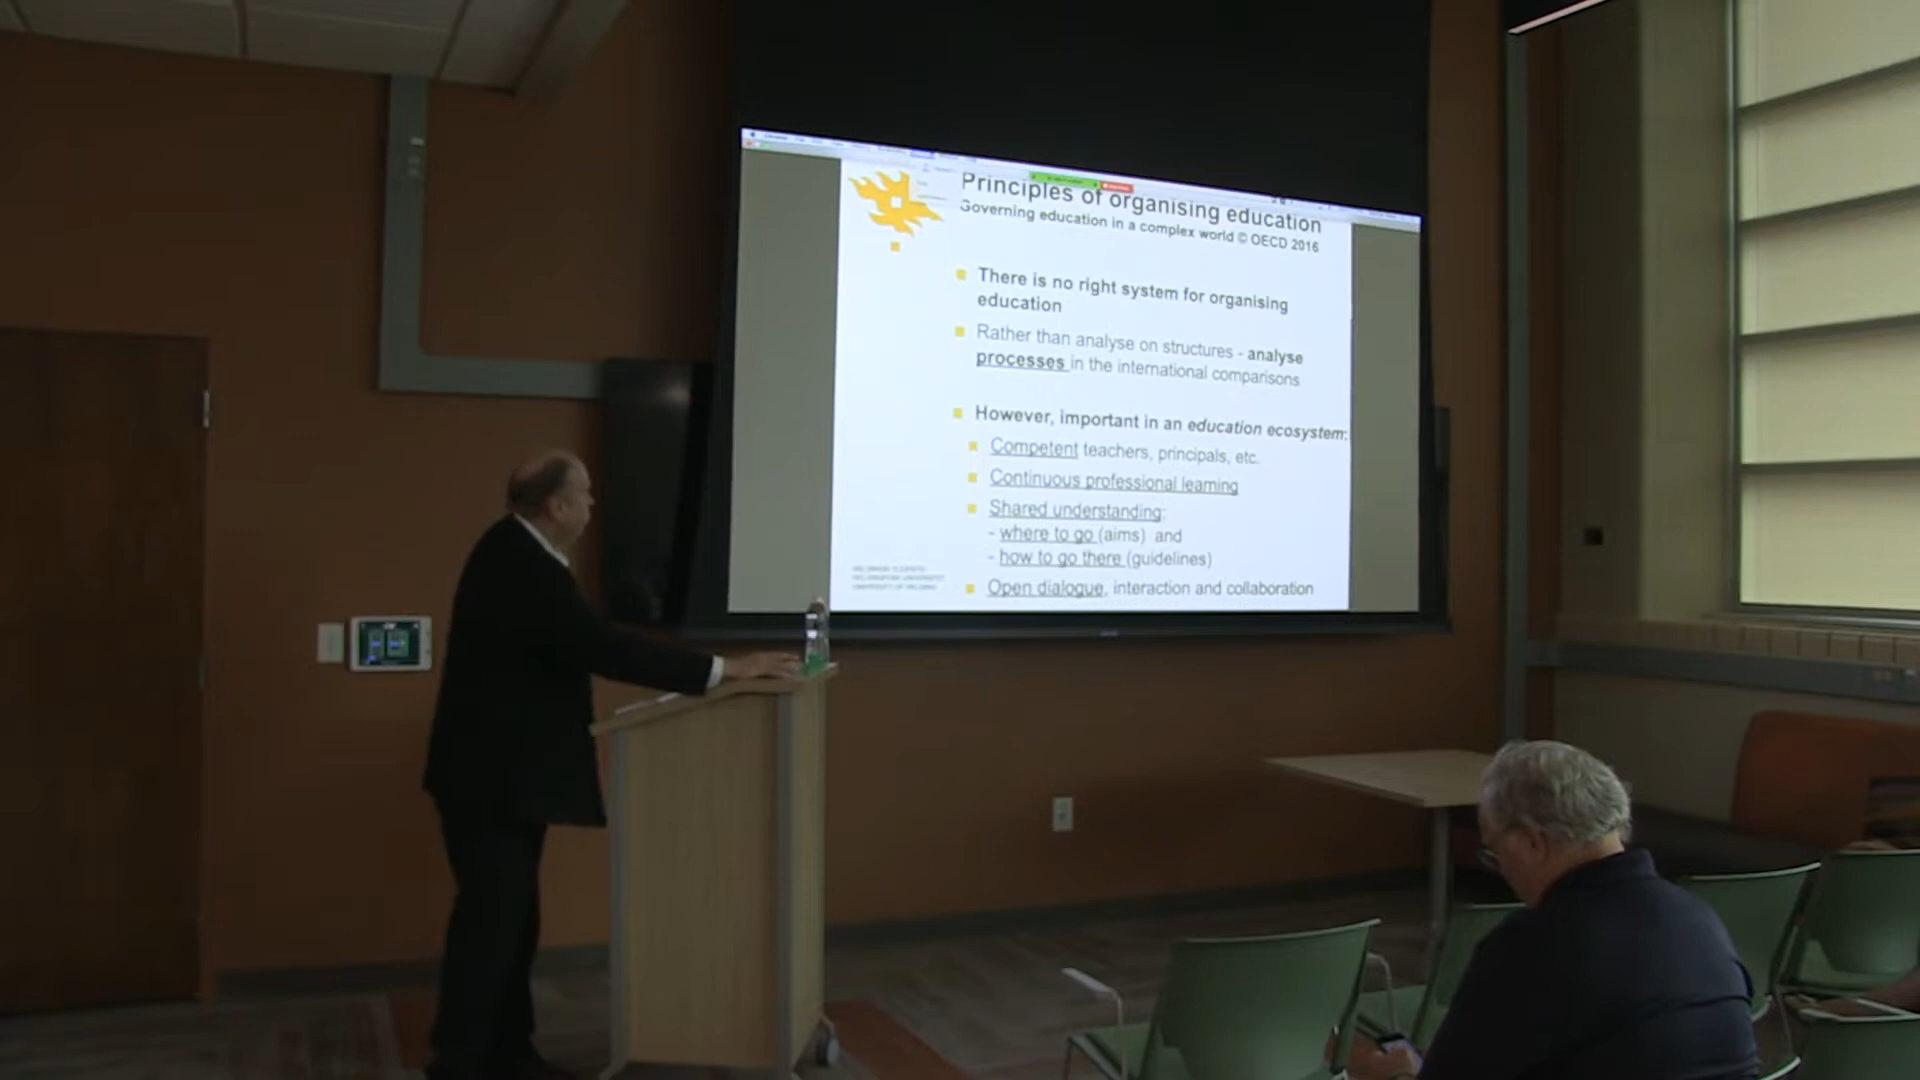 Principles of organising education
Governing education in a complex world © OECD 2016
There is no right system for organising
education
Rather than analyse on structures - analyse
processes in the international comparisons
However, important in an education ecosystem:
Competent teachers, principals, etc.
Continuous professional learning
Shared understanding:
- where to go (aims) and
- how to go there (guidelines)
Open dialogue, interaction and collaboration